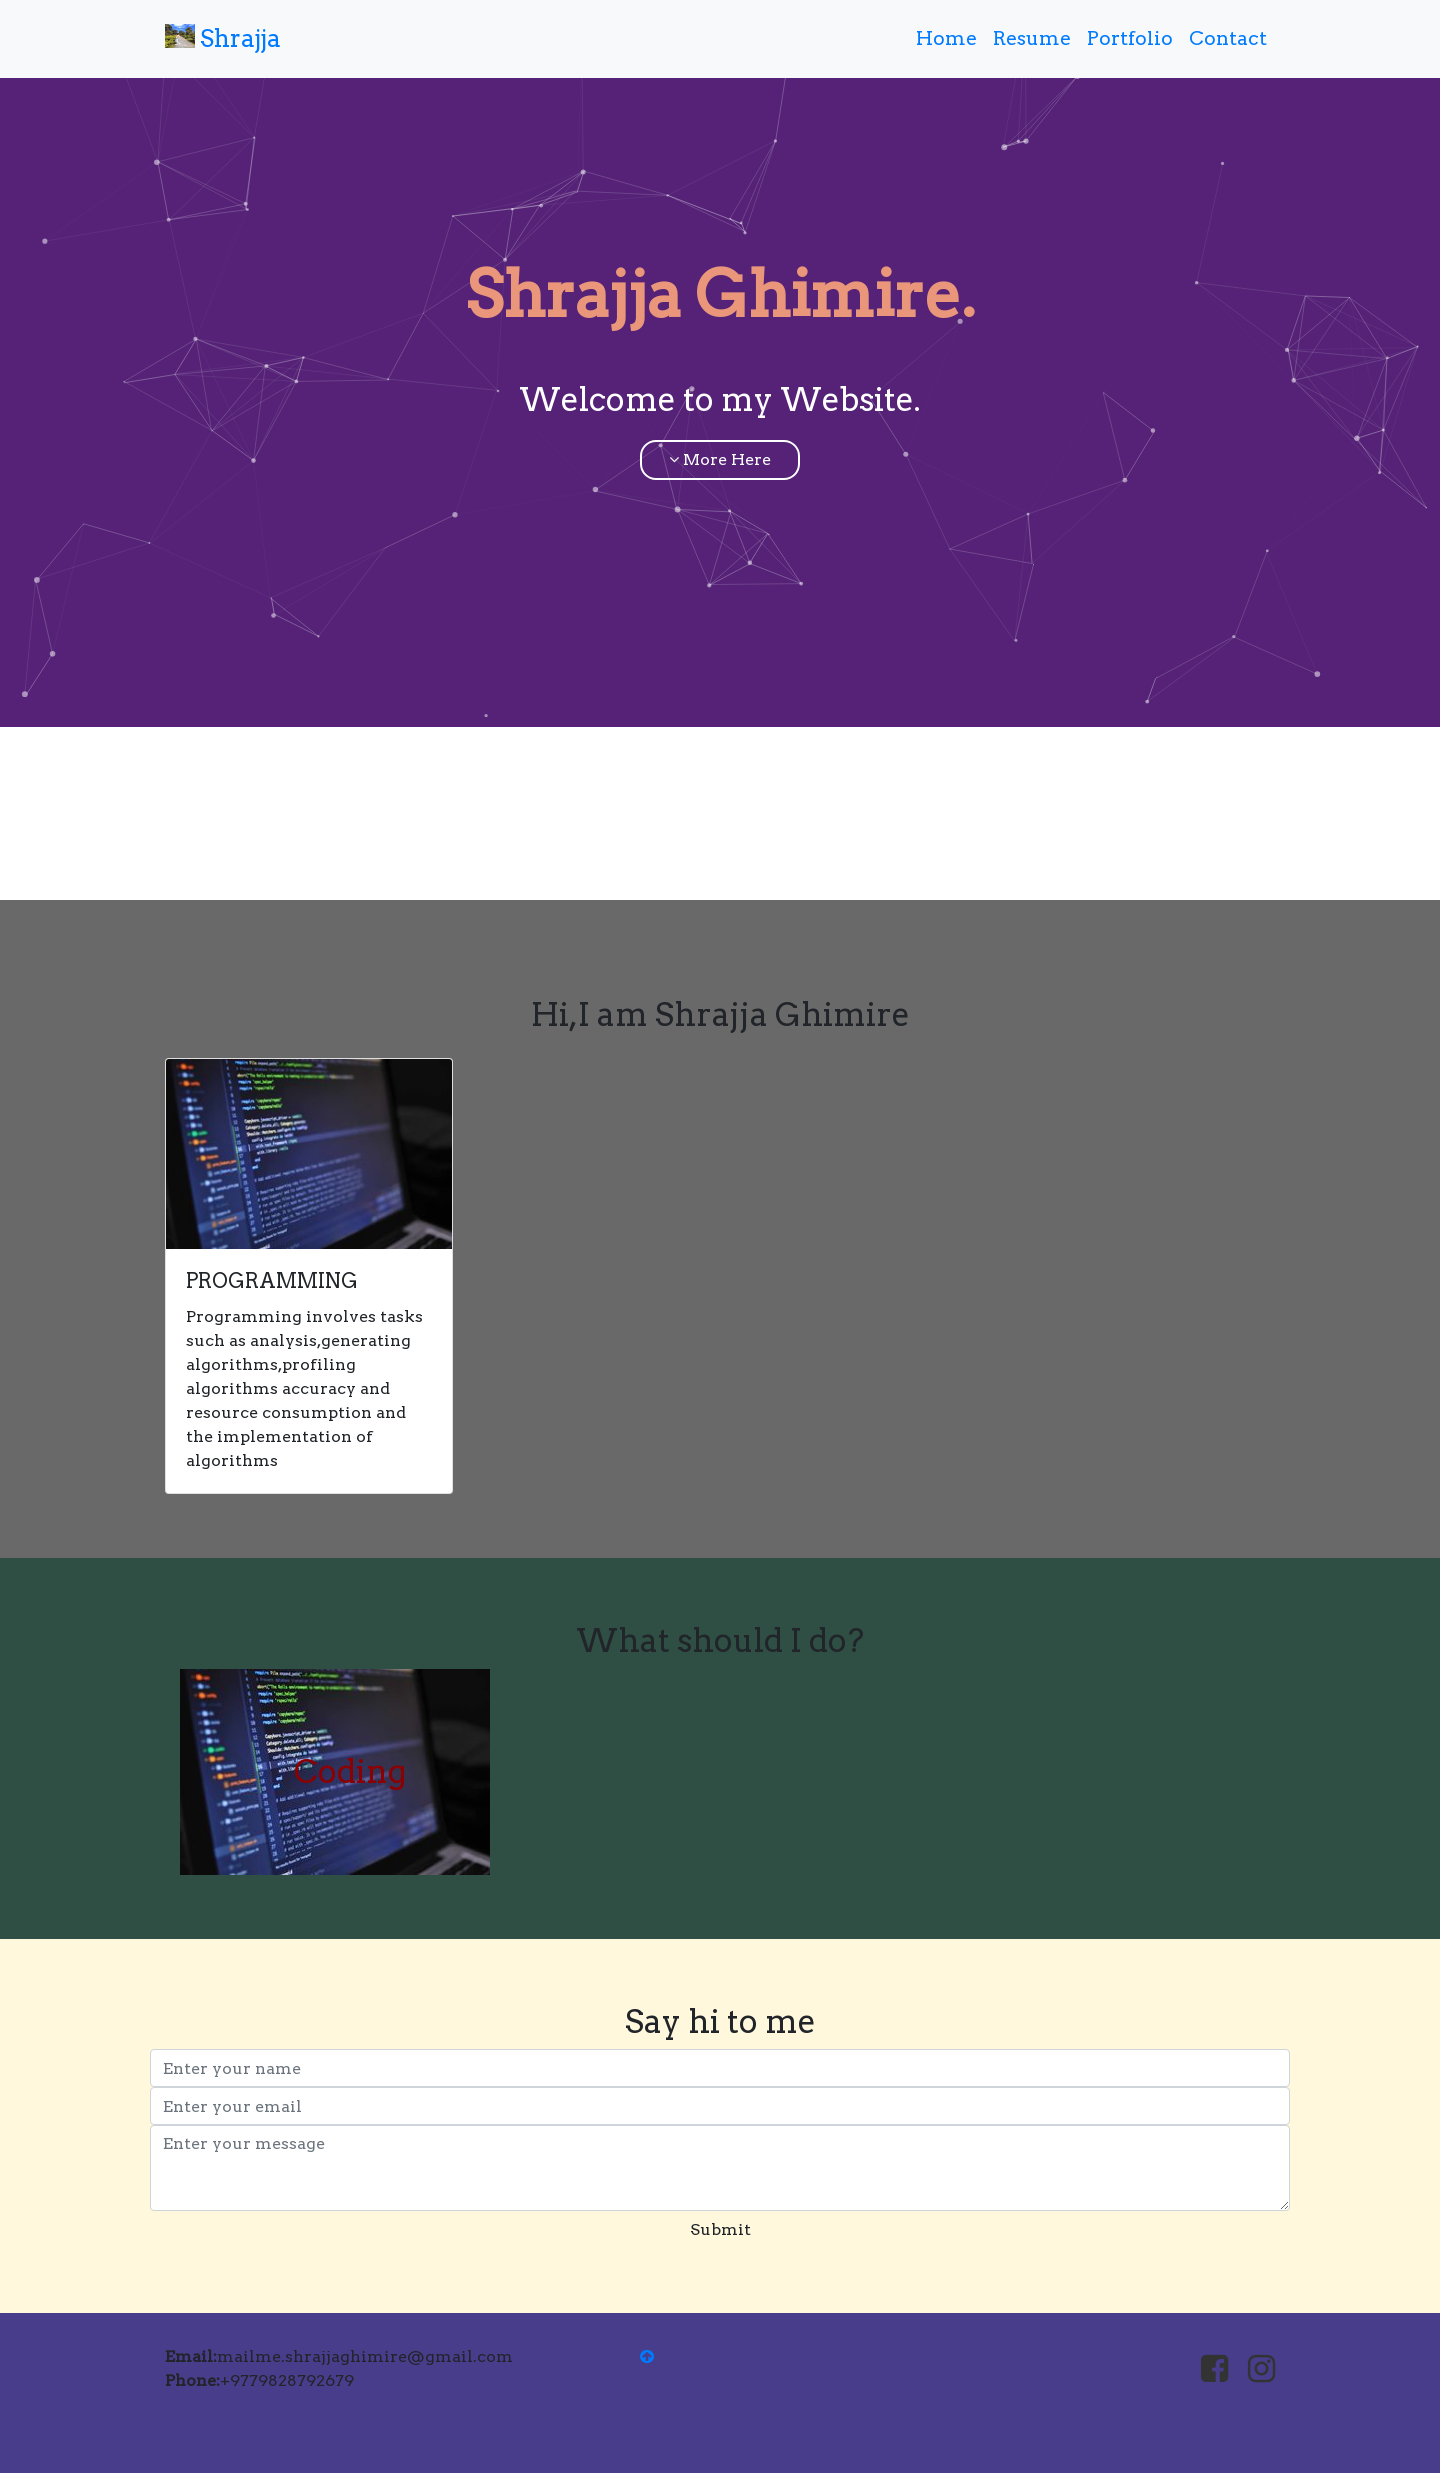 Shrajja
Home Resume Portfolio Contact
Shrajja Ghimire.
Welcome to my Website.
More Here
Hi,I am Shrajja Ghimire
PROGRAMMING
Programming involves tasks
such as analysis,generating
algorithms,profiling
algorithms accuracy and
resource consumption and
the implementation of
algorithms
What should I do?
Coding
Say hi to me
Enter your name
Enter your email
Enter your message
Submit
Email:mailme.shrajjaghimire@gmail.com
Phone:+9779828792679